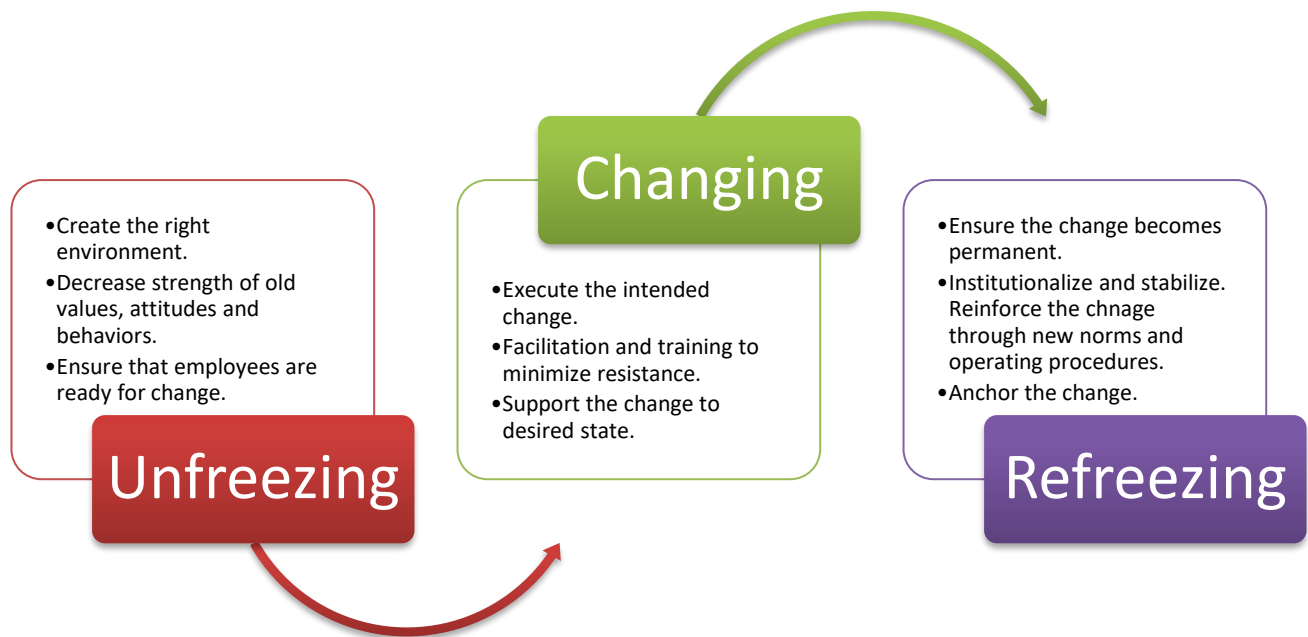 •Create the right
environment.
•Decrease strength of old
values, attitudes and
behaviors.
•Ensure that employees are
ready for change.
Unfreezing
Changing
•Execute the intended
change.
•Facilitation and training to
minimize resistance.
•Support the change to
desired state.
•Ensure the change becomes
permanent.
•Institutionalize and stabilize.
Reinforce the chnage
through new norms and
operating procedures.
•Anchor the change.
Refreezing